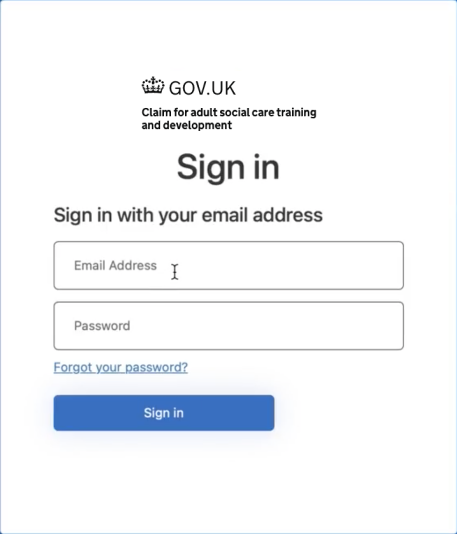 GOV.UK
Claim for adult social care training
and development
Sign in
Sign in with your email address
Email Address
Password
Forgot your password?
Sign in